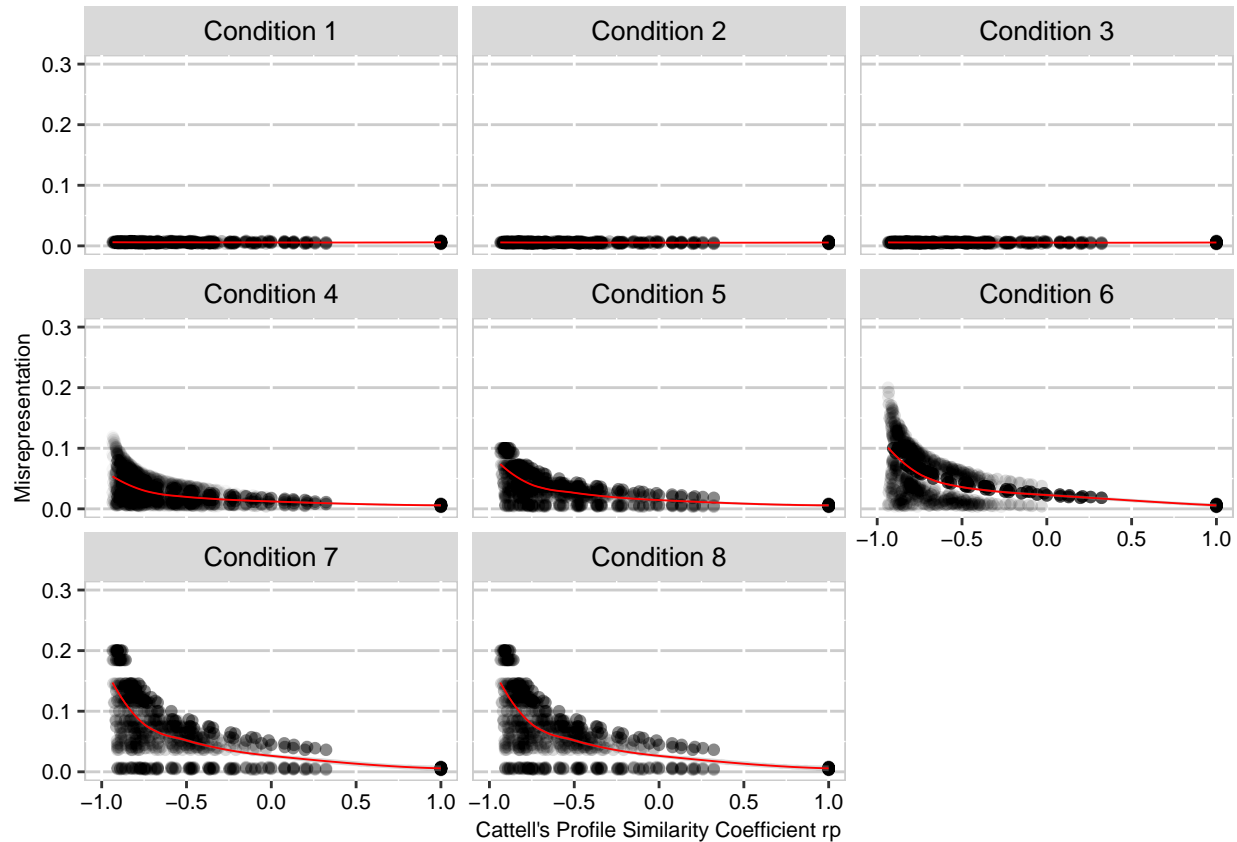 Condition 1
Condition 2
Condition 3
0.3
0.2
0.1
0.0
Condition 4
Condition 5
Condition 6
0.3
0.2
0.1
0.0
−1.0 −0.5 0.0 0.5 1.0
Misrepresentation
Condition 7
Condition 8
0.3
0.2
0.1
0.0
−1.0 −0.5 0.0 0.5 1.0
−1.0 −0.5 0.0 0.5 1.0
Cattell's Profile Similarity Coefficient rp